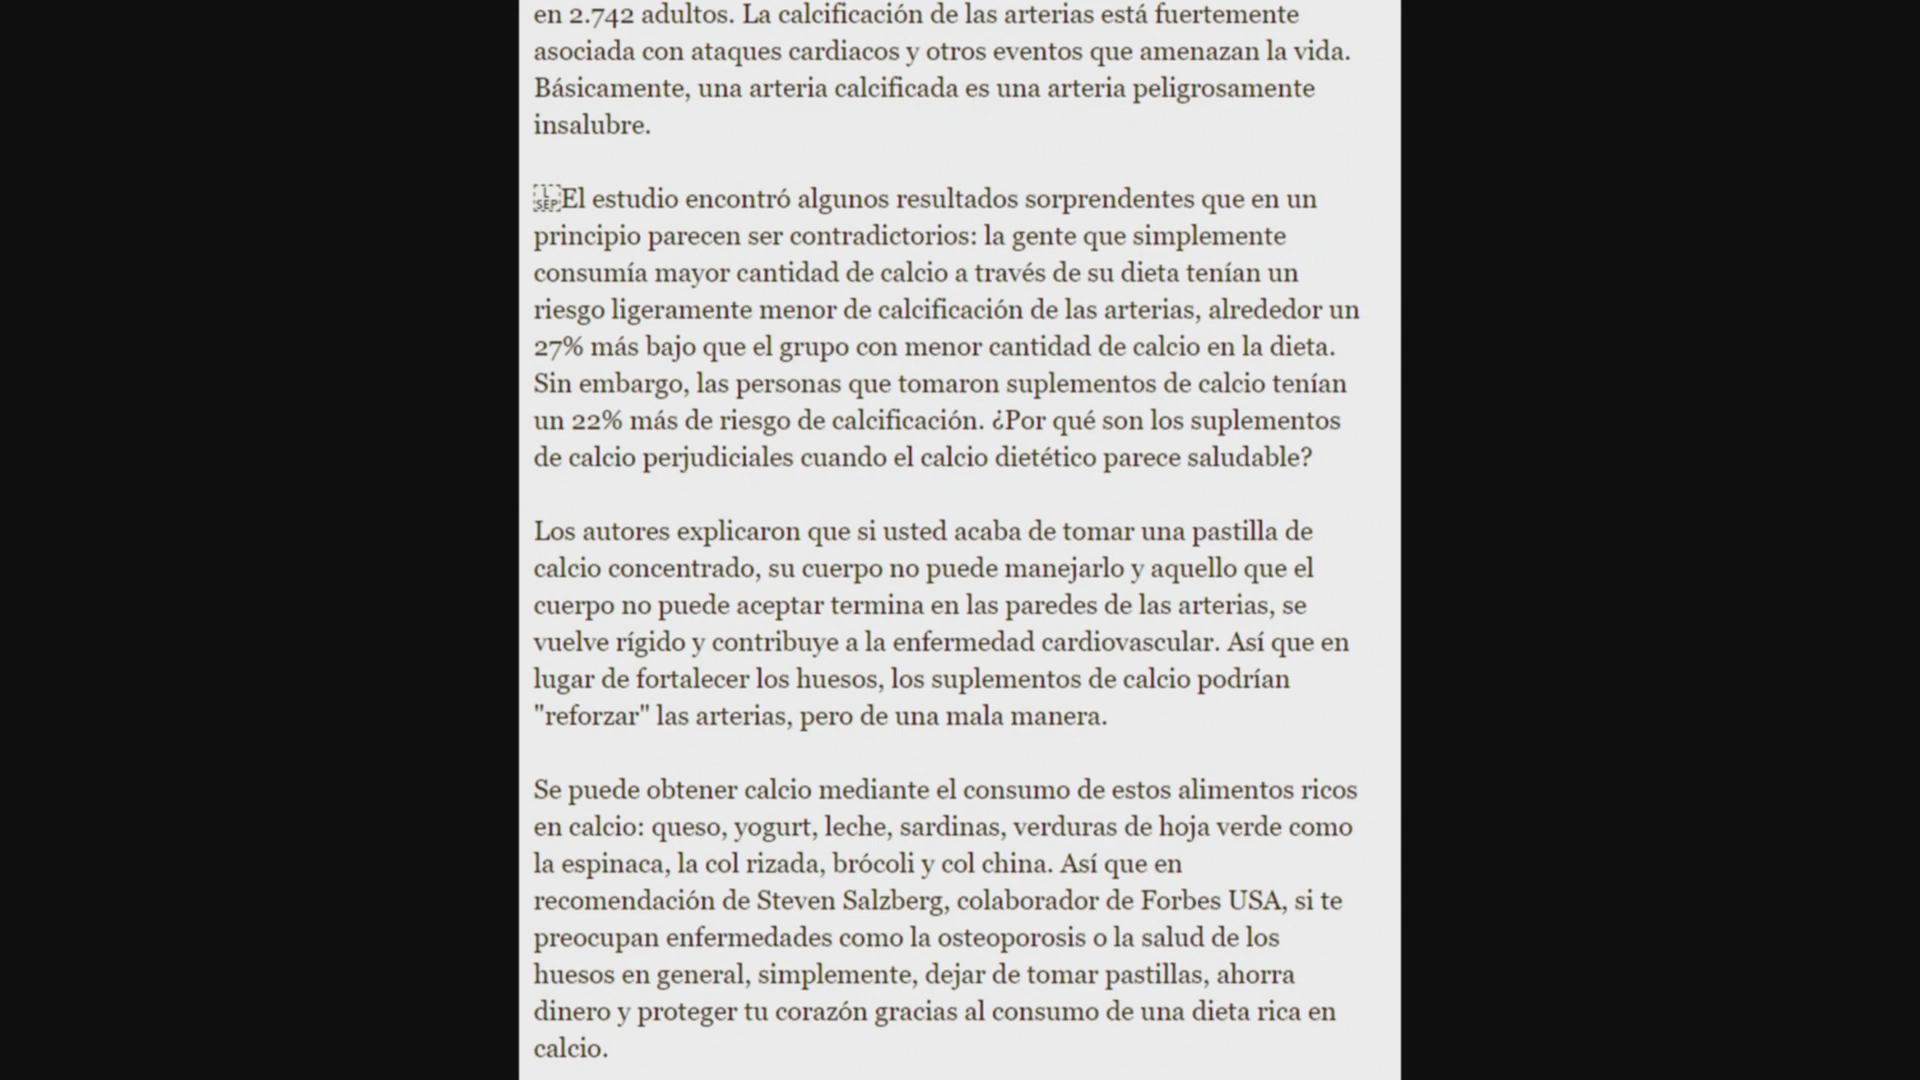 en 2.742 adultos. La calcificación de las arterias está fuertemente
asociada con ataques cardiacos y otros eventos que amenazan la vida.
Básicamente, una arteria calcificada es una arteria peligrosamente
insalubre.
L SEP El estudio encontró algunos resultados sorprendentes que en un
principio parecen ser contradictorios: la gente que simplemente
consumía mayor cantidad de calcio a través de su dieta tenían un
riesgo ligeramente menor de calcificación de las arterias, alrededor un
27% más bajo que el grupo con menor cantidad de calcio en la dieta.
Sin embargo, las personas que tomaron suplementos de calcio tenían
un 22% más de riesgo de calcificación. ¿Por qué son los suplementos
de calcio perjudiciales cuando el calcio dietético parece saludable?
Los autores explicaron que si usted acaba de tomar una pastilla de
calcio concentrado, su cuerpo no puede manejarlo y aquello que el
cuerpo no puede aceptar termina en las paredes de las arterias, se
vuelve rígido y contribuye a la enfermedad cardiovascular. Así que en
lugar de fortalecer los huesos, los suplementos de calcio podrían
"reforzar" las arterias, pero de una mala manera.
Se puede obtener calcio mediante el consumo de estos alimentos ricos
en calcio: queso, yogurt, leche, sardinas, verduras de hoja verde como
la espinaca, la col rizada, brócoli y col china. Así que en
recomendación de Steven Salzberg, colaborador de Forbes USA, si te
preocupan enfermedades como la osteoporosis o la salud de los
huesos en general, simplemente, dejar de tomar pastillas, ahorra
dinero y proteger tu corazón gracias al consumo de una dieta rica en
calcio.